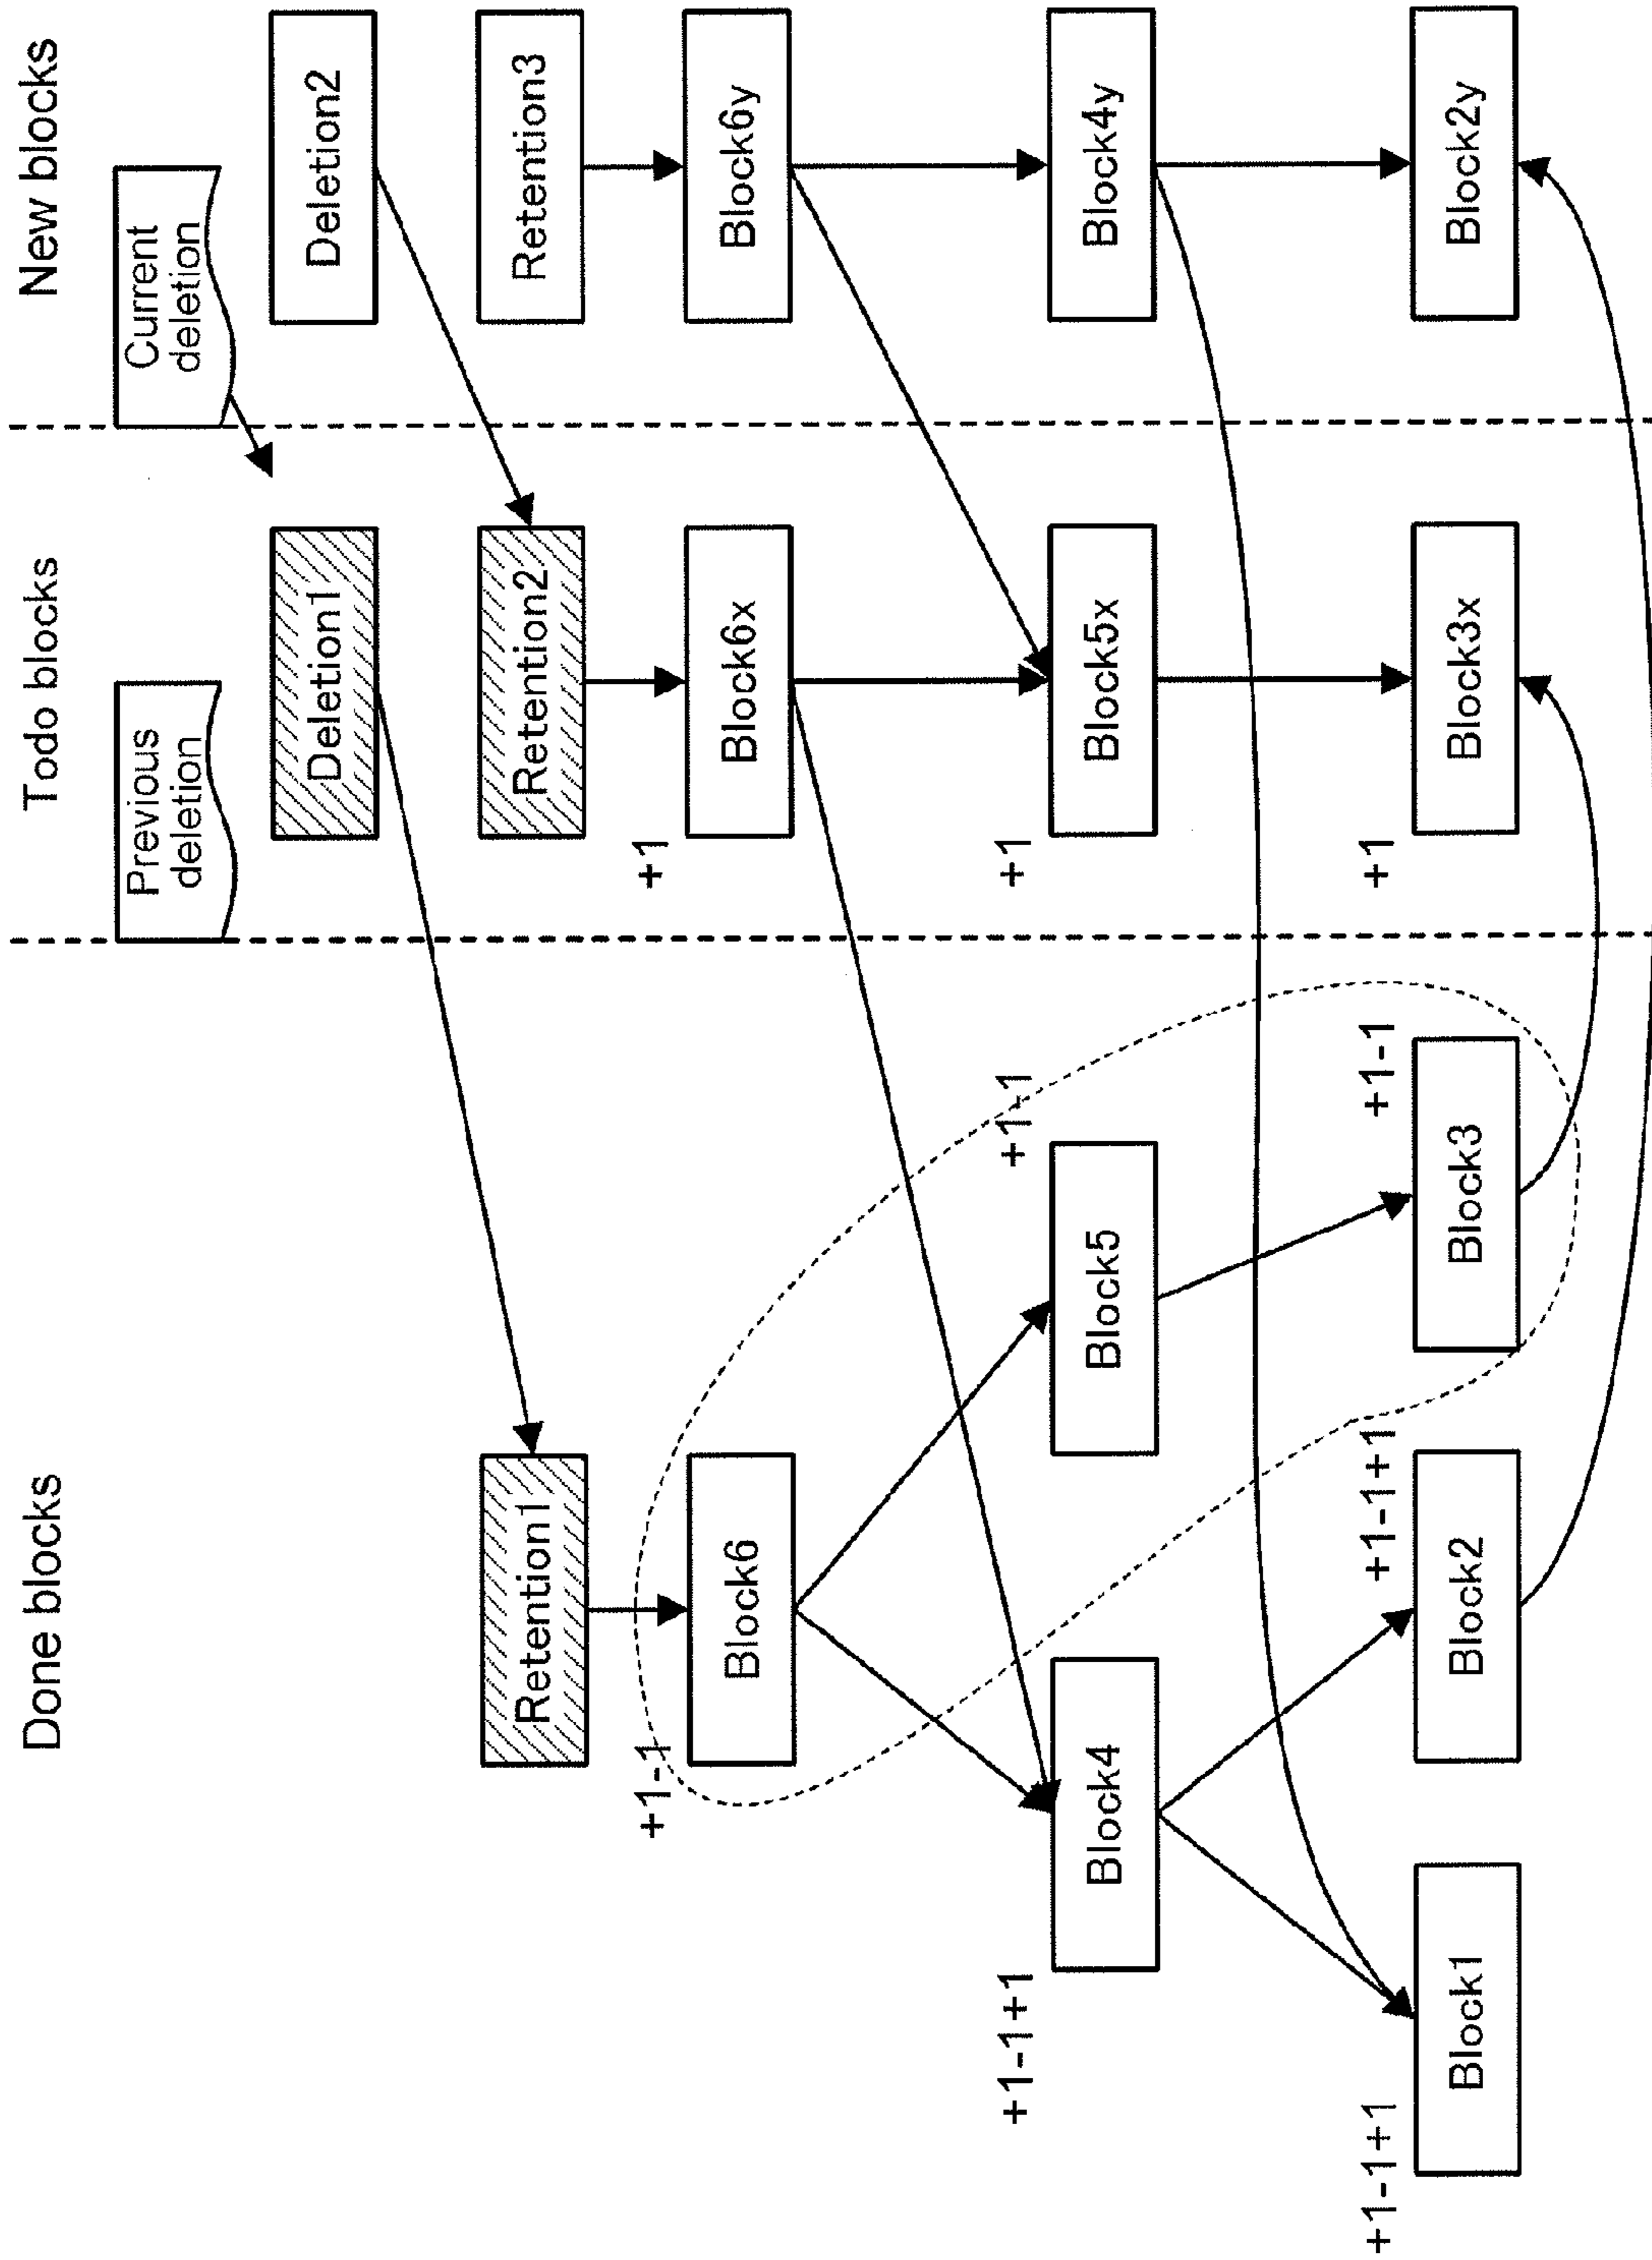 Done blocks
Todo blocks
New blocks
Previous
deletion
Current
deletion
Deletion1
Deletion2
Retention1
Retention2
Retention3
+1-1
+1
Block6
Block6x
Block6y
+1-1+1
+1-1
+1
Block4
Block5
Block5x
Block4y
+1-1+1
+1-1+1
+1-1
+1
Block1
Block2
Block3
Block3x
Block2y